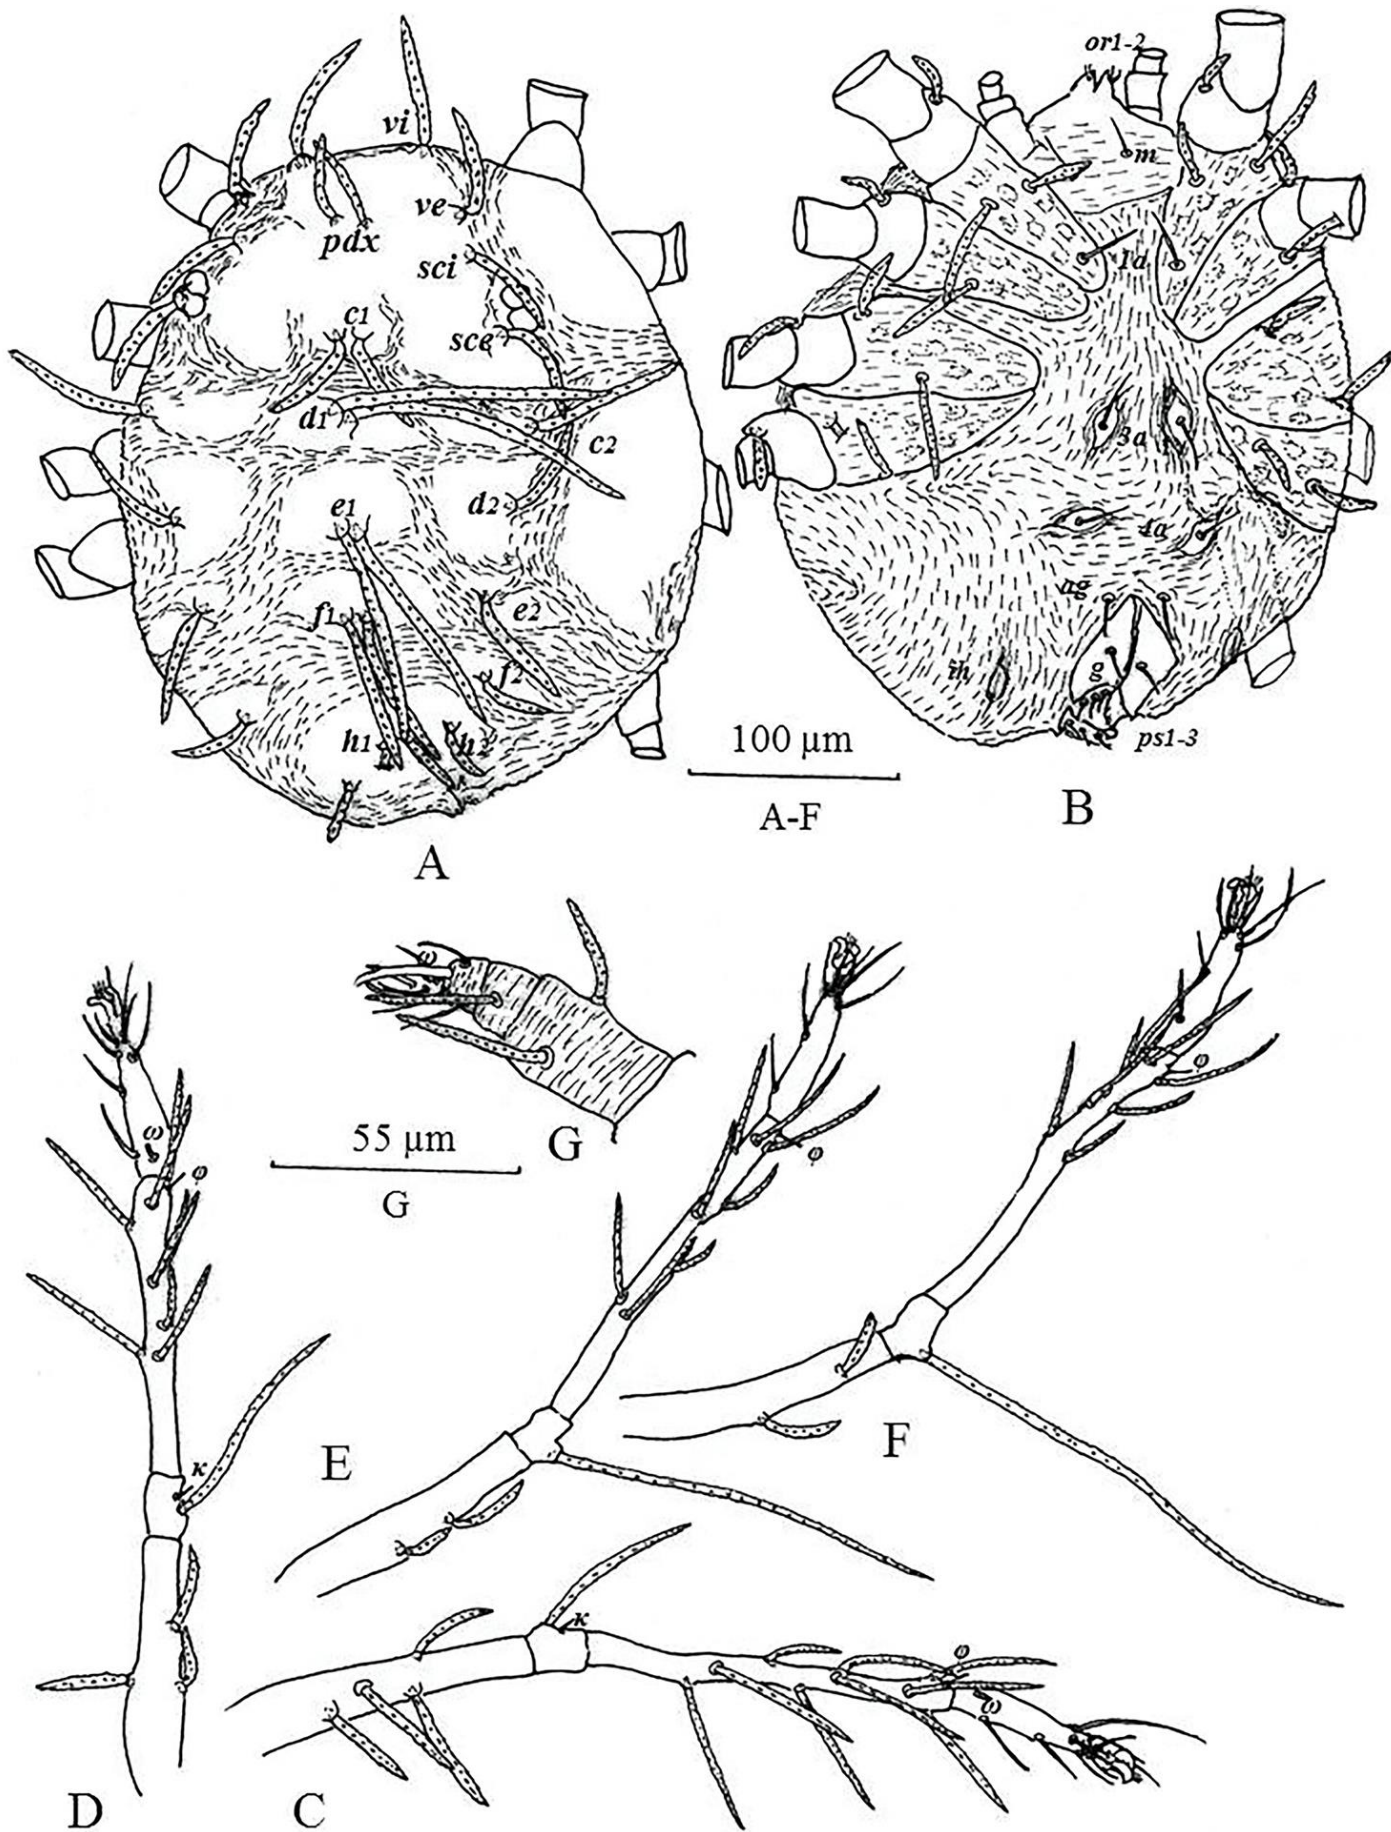 vi
ve
pdx
sci
c1
sce
d1
c2
e1
d2
f1
e2
f2
h1
h2
A
or1-2
m
1a
3a
4a
ag
ih
g
ps1-3
B
100 µm
A-F
ω
G
55 µm
G
ω
φ
κ
D
φ
E
φ
F
κ
φ
ω
C